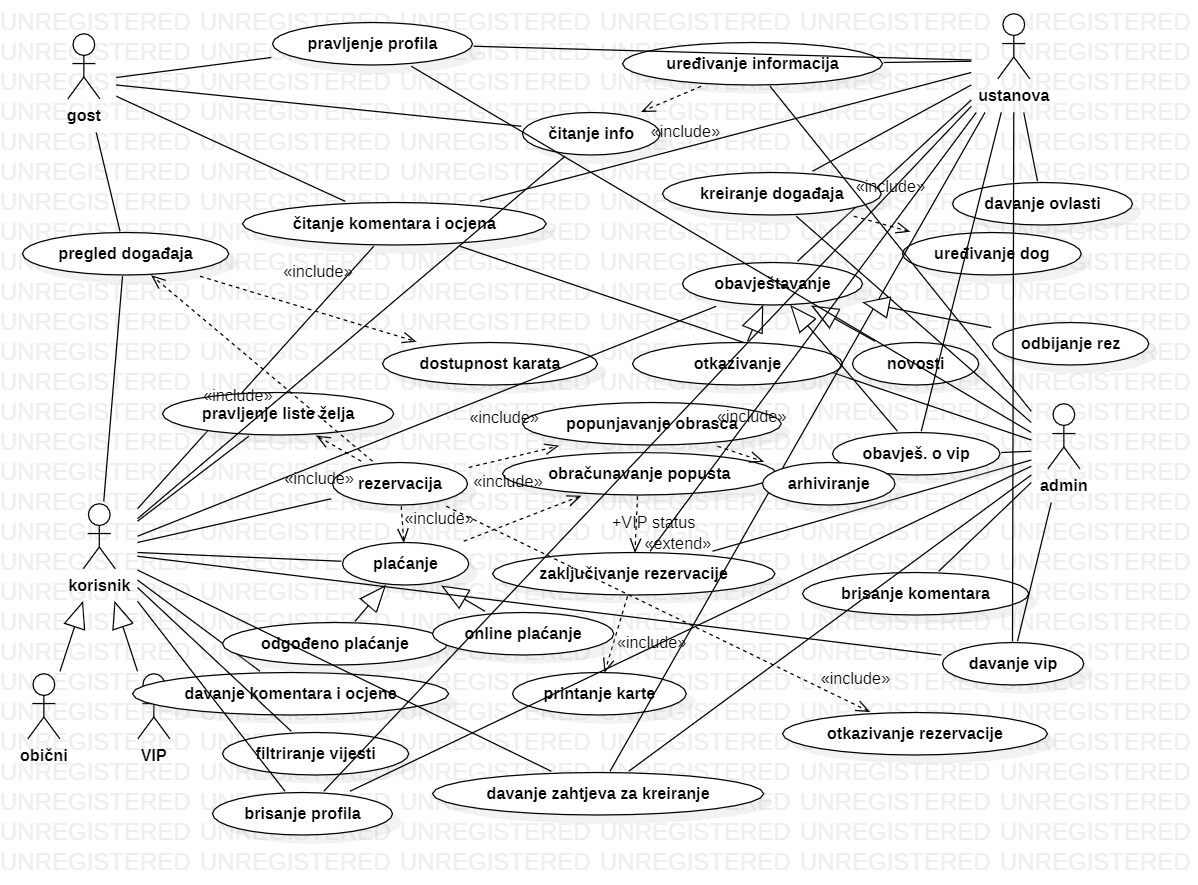 pravljenje profila
uređivanje informacija
ustanova
gost
čitanje info
«include»
kreiranje događaja
«include»
davanje ovlasti
čitanje komentara i ocjena
pregled događaja
uređivanje dog
«include»
obavještavanje
odbijanje rez
dostupnost karata
otkazivanje
novosti
«include»
pravljenje liste želja
«include»
popunjavanje obrasca
«include»
obavješ. o vip
«include»
rezervacija
«include»
obračunavanje popusta
arhiviranje
admin
«include»
+VIP status
«extend»
plaćanje
zaključivanje rezervacije
korisnik
brisanje komentara
odgođeno plaćanje
online plaćanje
«include»
davanje vip
davanje komentara i ocjene
printanje karte
«include»
obični
VIP
filtriranje vijesti
otkazivanje rezervacije
davanje zahtjeva za kreiranje
brisanje profila
UNREGISTERED